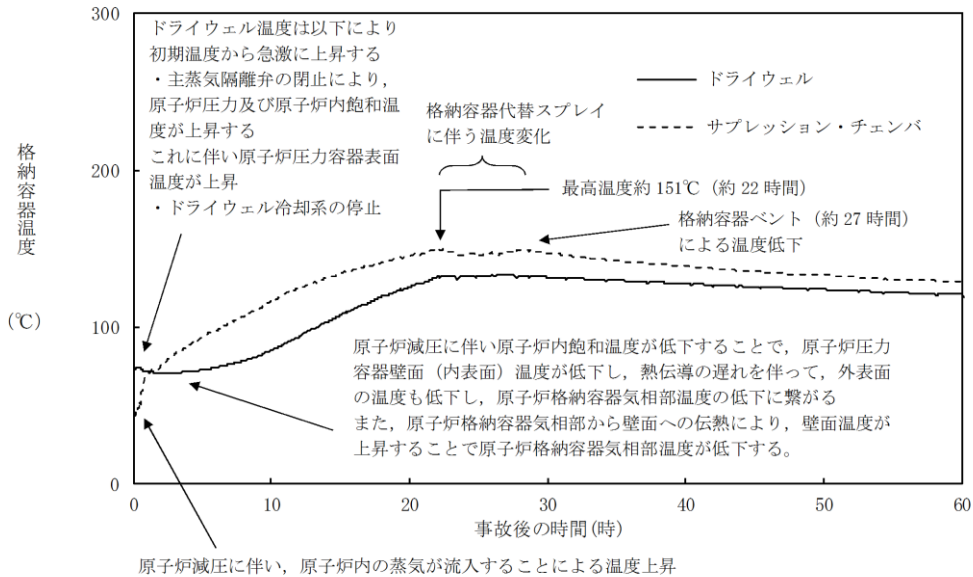 300
ドライウェル温度は以下により
初期温度から急激に上昇する
・主蒸気隔離弁の閉止により，
原子炉圧力及び原子炉内飽和温
度が上昇する
これに伴い原子炉圧力容器表面
温度が上昇
・ドライウェル冷却系の停止
ドライウェル
サプレッション・チェンバ
格納容器代替スプレイ
に伴う温度変化
最高温度約 151℃（約 22 時間）
格納容器ベント（約 27 時間）
による温度低下
格納容器温度
(℃)
200
100
0
原子炉減圧に伴い原子炉内飽和温度が低下することで，原子炉圧力
容器壁面（内表面）温度が低下し，熱伝導の遅れを伴って，外表面
の温度も低下し，原子炉格納容器気相部温度の低下に繋がる
また，原子炉格納容器気相部から壁面への伝熱により，壁面温度が
上昇することで原子炉格納容器気相部温度が低下する。
0 10 20 30 40 50 60
事故後の時間(時)
原子炉減圧に伴い，原子炉内の蒸気が流入することによる温度上昇